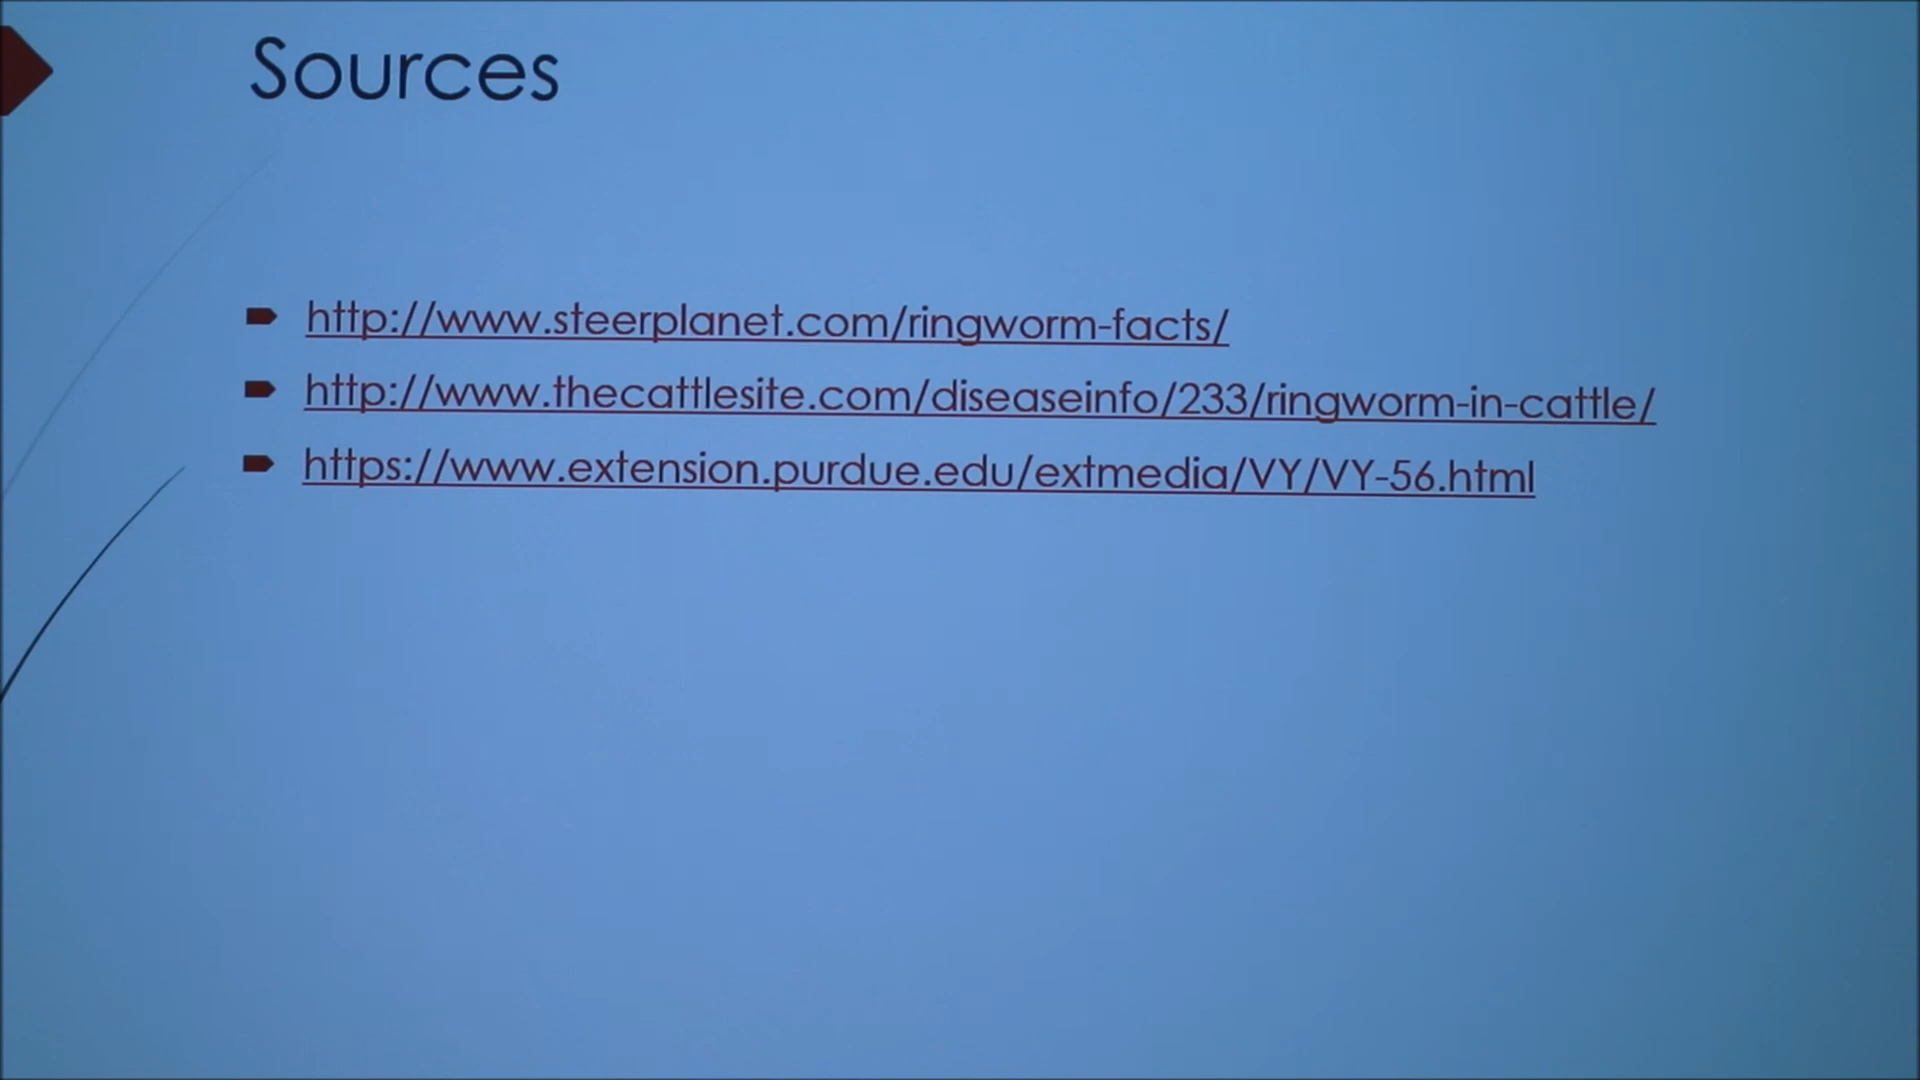 Sources
http://www.steerplanet.com/ringworm-facts/
http://www.thecattlesite.com/diseaseinfo/233/ringworm-in-cattle/
https://www.extension.purdue.edu/extmedia/VY/VY-56.html